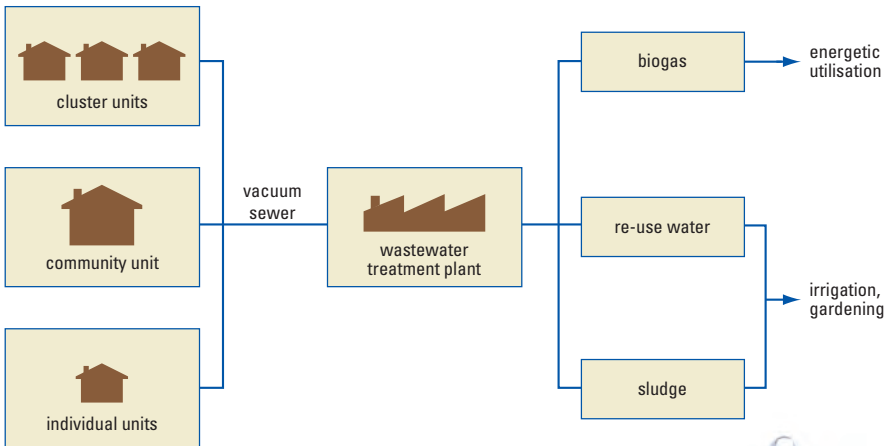 cluster units
community unit
individual units
vacuum
sewer
wastewater
treatment plant
biogas
re-use water
sludge
energetic
utilisation
irrigation,
gardening